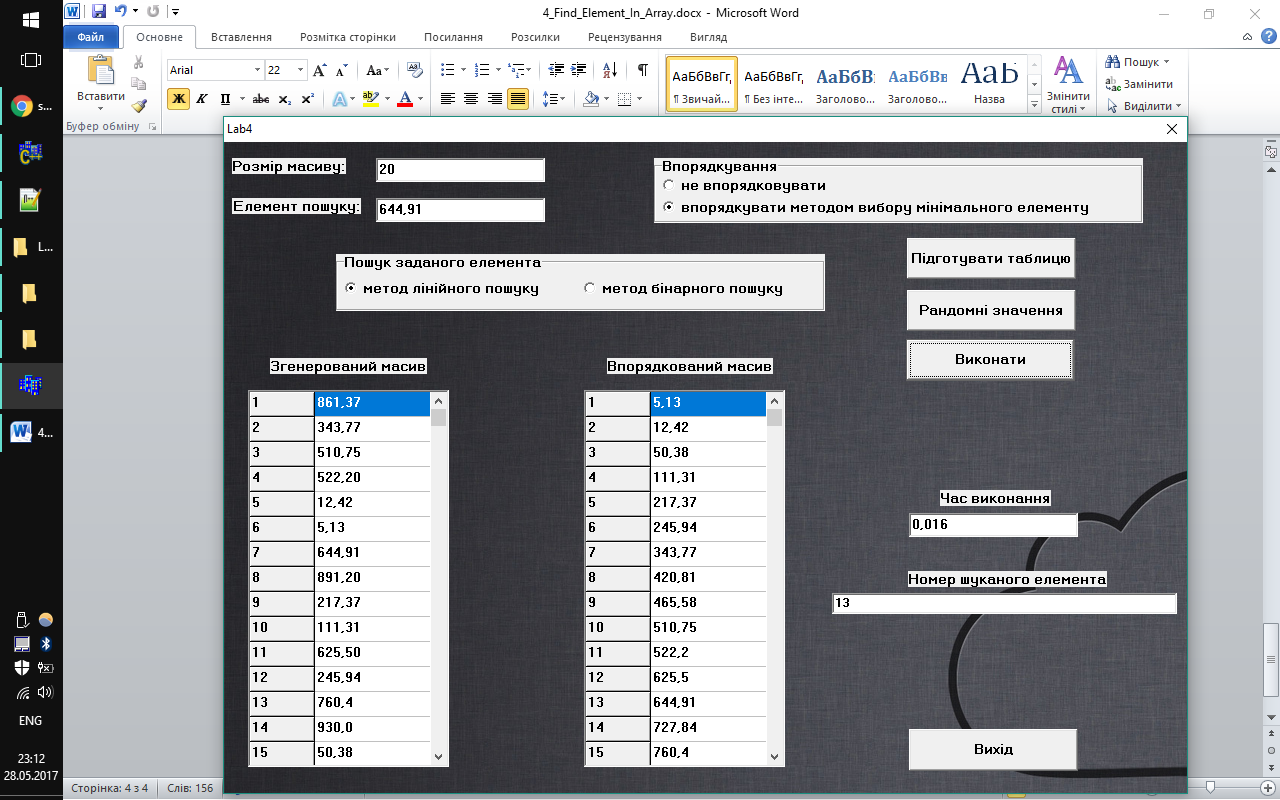 4_Find_Element_In_Array.docx - Microsoft Word
Файл Основне Вставлення Розмітка сторінки Посилання Розсилки Рецензування Вигляд
Вставити
Буфер обміну
Arial 22
Ж К П abc x₂ x²
АаБбВвГг, АаБбВвГг, АаБбВ: АаБбВв АаБ
¶ Звичай... ¶ Без інте... Заголово... Заголово... Назва
Змінити стилі
Пошук
Замінити
Виділити
s...
L...
4...
ENG
23:12
28.05.2017
Lab4
Розмір масиву: 20
Елемент пошуку: 644,91
Впорядкування
не впорядковувати
впорядкувати методом вибору мінімального елементу
Пошук заданого елемента
метод лінійного пошуку метод бінарного пошуку
Підготувати таблицю
Рандомні значення
Виконати
Згенерований масив
1 861,37
2 343,77
3 510,75
4 522,20
5 12,42
6 5,13
7 644,91
8 891,20
9 217,37
10 111,31
11 625,50
12 245,94
13 760,4
14 930,0
15 50,38
Впорядкований масив
1 5,13
2 12,42
3 50,38
4 111,31
5 217,37
6 245,94
7 343,77
8 420,81
9 465,58
10 510,75
11 522,2
12 625,5
13 644,91
14 727,84
15 760,4
Час виконання
0,016
Номер шуканого елемента
13
Вихід
Сторінка: 4 з 4 Слів: 156